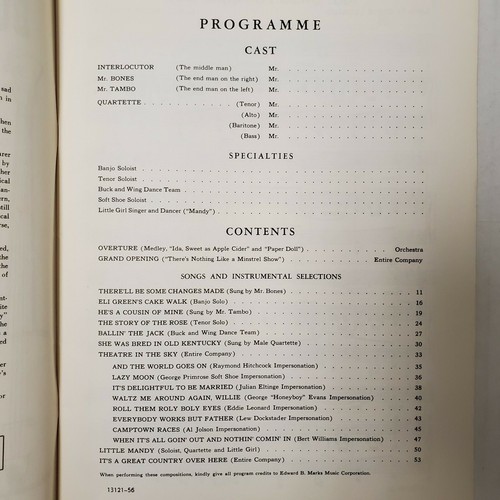 PROGRAMME
CAST
INTERLOCUTOR (The middle man) Mr. . . . . . . . . . . . . . . .
Mr. BONES (The end man on the right) Mr. . . . . . . . . . . . . . . .
Mr. TAMBO (The end man on the left) Mr. . . . . . . . . . . . . . . .
QUARTETTE . . . . . . . . . (Tenor) Mr. . . . . . . . . . . . . . . .
(Alto) Mr. . . . . . . . . . . . . . . .
(Baritone) Mr. . . . . . . . . . . . . . . .
(Bass) Mr. . . . . . . . . . . . . . . .
SPECIALTIES
Banjo Soloist . . . . . . . . . . . . . . . .
Tenor Soloist . . . . . . . . . . . . . . . .
Buck and Wing Dance Team . . . . . . . . . . . . . . . .
Soft Shoe Soloist . . . . . . . . . . . . . . . .
Little Girl Singer and Dancer ("Mandy") . . . . . . . . . . . . . . . .
CONTENTS
OVERTURE (Medley, "Ida, Sweet as Apple Cider" and "Paper Doll") . . . . . . . . . Orchestra
GRAND OPENING ("There's Nothing Like a Minstrel Show") . . . . . . Entire Company
SONGS AND INSTRUMENTAL SELECTIONS
THERE'LL BE SOME CHANGES MADE (Sung by Mr. Bones) . . . . . . . . . . . . 11
ELI GREEN'S CAKE WALK (Banjo Solo) . . . . . . . . . . . . 16
HE'S A COUSIN OF MINE (Sung by Mr. Tambo) . . . . . . . . . . . . 19
THE STORY OF THE ROSE (Tenor Solo) . . . . . . . . . . . . 24
BALLIN' THE JACK (Buck and Wing Dance Team) . . . . . . . . . . . . 27
SHE WAS BRED IN OLD KENTUCKY (Sung by Male Quartette) . . . . . . . . . . 30
THEATRE IN THE SKY (Entire Company) . . . . . . . . . . . . 33
AND THE WORLD GOES ON (Raymond Hitchcock Impersonation) . . . . . . . . 35
LAZY MOON (George Primrose Soft Shoe Impersonation) . . . . . . . . 36
IT'S DELIGHTFUL TO BE MARRIED (Julian Eltinge Impersonation) . . . . . . 38
WALTZ ME AROUND AGAIN, WILLIE (George "Honeyboy" Evans Impersonation) . . . . 40
ROLL THEM ROLY BOLY EYES (Eddie Leonard Impersonation) . . . . . . . . 42
EVERYBODY WORKS BUT FATHER (Lew Dockstader Impersonation) . . . . . . 43
CAMPTOWN RACES (Al Jolson Impersonation) . . . . . . . . . . 45
WHEN IT'S ALL GOIN' OUT AND NOTHIN' COMIN' IN (Bert Williams Impersonation) . . . 47
LITTLE MANDY (Soloist, Quartette and Little Girl) . . . . . . . . . . 50
IT'S A GREAT COUNTRY OVER HERE (Entire Company) . . . . . . . . . . 53
When performing these compositions, kindly give all program credits to Edward B. Marks Music Corporation.
13121-56